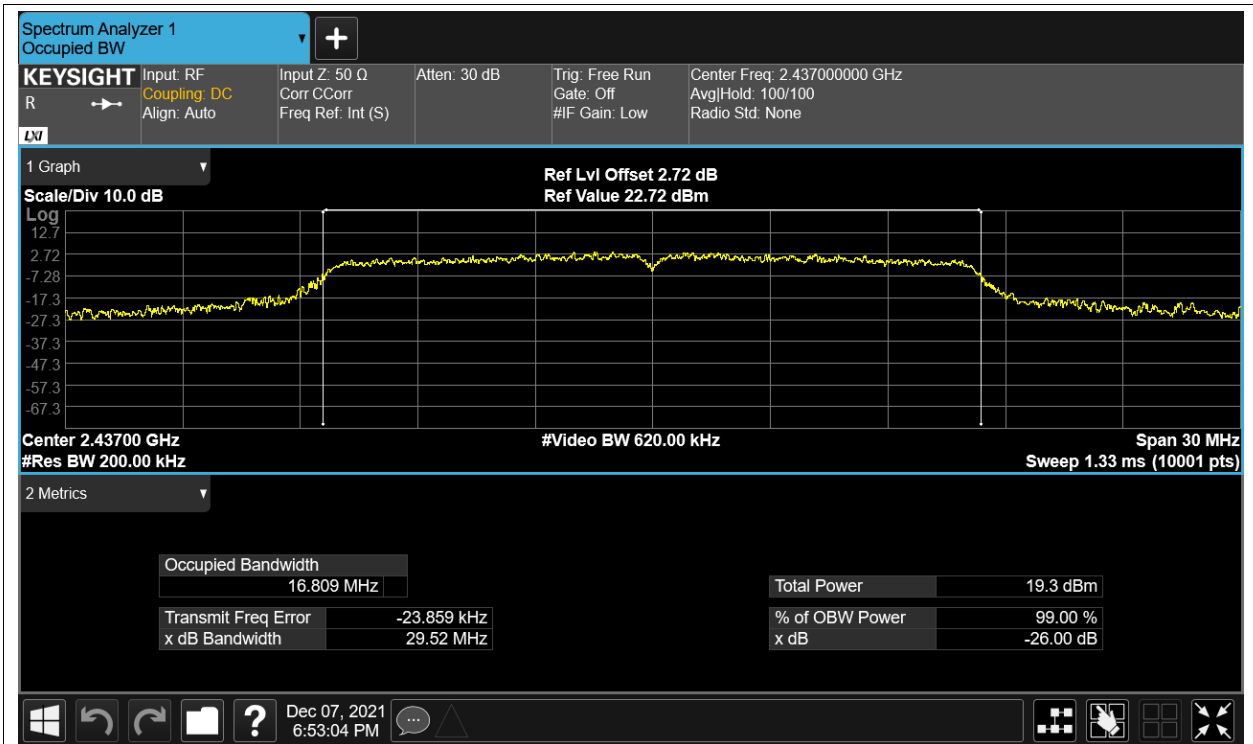 Spectrum Analyzer 1
Occupied BW
KEYSIGHT
R
LXI
Input: RF
Coupling: DC
Align: Auto
Input Z: 50 Ω
Corr CCorr
Freq Ref: Int (S)
Atten: 30 dB
Trig: Free Run
Gate: Off
#IF Gain: Low
Center Freq: 2.437000000 GHz
Avg|Hold: 100/100
Radio Std: None
1 Graph
Scale/Div 10.0 dB
Ref Lvl Offset 2.72 dB
Ref Value 22.72 dBm
Log
12.7
2.72
-7.28
-17.3
-27.3
-37.3
-47.3
-57.3
-67.3
Center 2.43700 GHz
#Res BW 200.00 kHz
#Video BW 620.00 kHz
Span 30 MHz
Sweep 1.33 ms (10001 pts)
2 Metrics
Occupied Bandwidth
16.809 MHz
Transmit Freq Error -23.859 kHz
x dB Bandwidth 29.52 MHz
Total Power 19.3 dBm
% of OBW Power 99.00 %
x dB -26.00 dB
?
Dec 07, 2021
6:53:04 PM